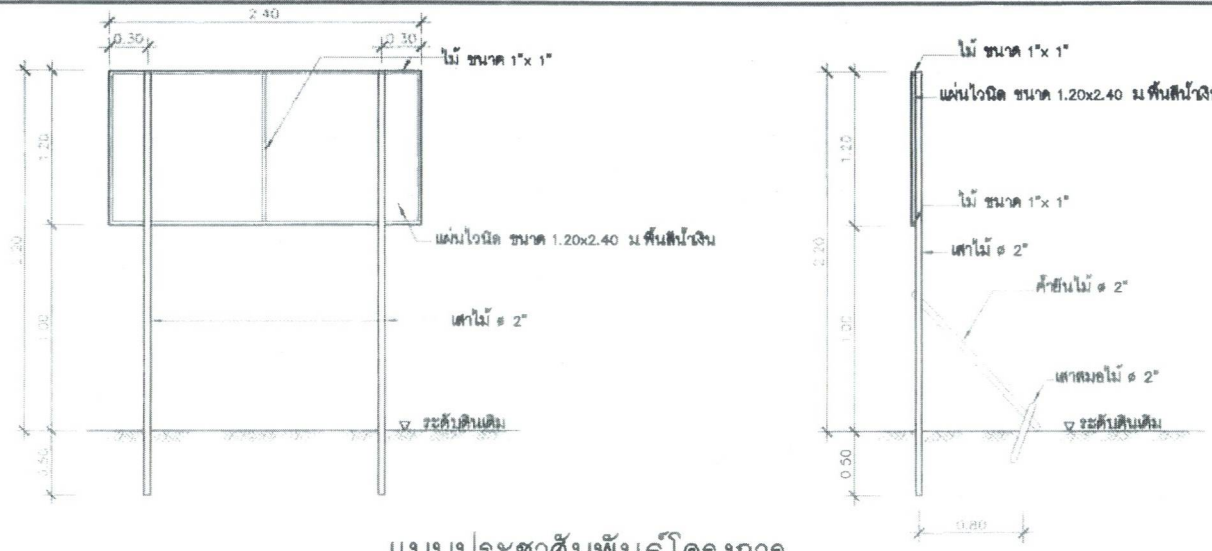 2.40
0.30
0.30
ไม้ ขนาด 1"x 1"
1.20
แผ่นไวนิล ขนาด 1.20x2.40 ม.พื้นสีน้ำเงิน
2.20
1.00
เสาไม้ ø 2"
ระดับดินเดิม
0.50
ไม้ ขนาด 1"x 1"
แผ่นไวนิล ขนาด 1.20x2.40 ม.พื้นสีน้ำเงิน
1.20
ไม้ ขนาด 1"x 1"
เสาไม้ ø 2"
2.20
ค้ำยันไม้ ø 2"
1.00
เสาสมอไม้ ø 2"
ระดับดินเดิม
0.50
0.80